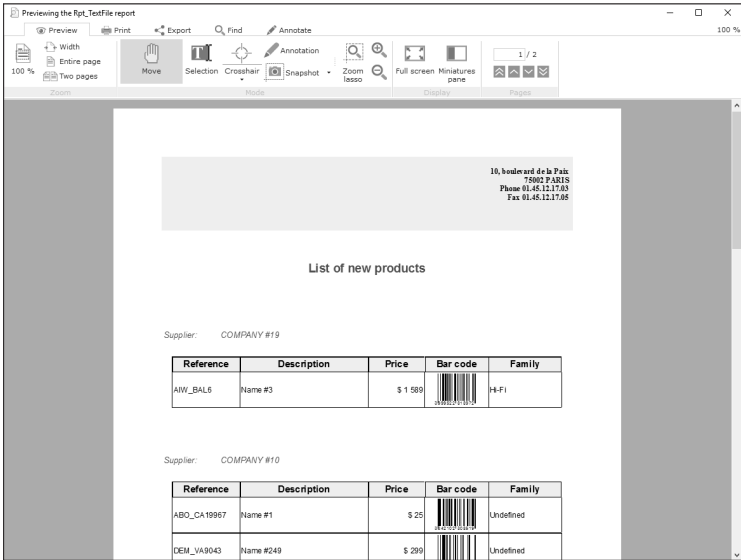 Previewing the Rpt_TextFile report
Preview Print Export Find Annotate 100 %
100 %
Width
Entire page
Two pages
Move
Selection
Crosshair
Annotation
Snapshot
Zoom lasso
Full screen
Miniatures pane
1 / 2
Zoom Mode Display Pages
10, boulevard de la Paix
75002 PARIS
Phone 01.45.12.17.03
Fax 01.45.12.17.05
List of new products
Supplier: COMPANY #19
Reference Description Price Bar code Family
AIW_BAL6 Name #3 $ 1 589 Hi-Fi
Supplier: COMPANY #10
Reference Description Price Bar code Family
ABO_CA19967 Name #1 $ 25 Undefined
DEM_VA9043 Name #249 $ 299 Undefined